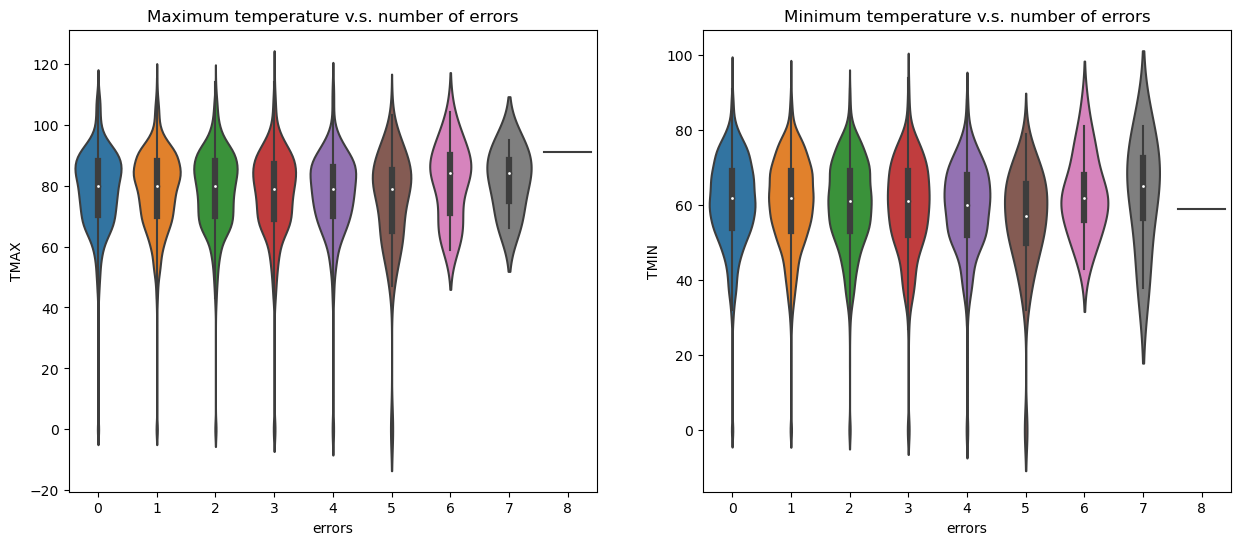 Maximum temperature v.s. number of errors
TMAX
120
100
80
60
40
20
0
−20
0 1 2 3 4 5 6 7 8
errors
Minimum temperature v.s. number of errors
TMIN
100
80
60
40
20
0
0 1 2 3 4 5 6 7 8
errors